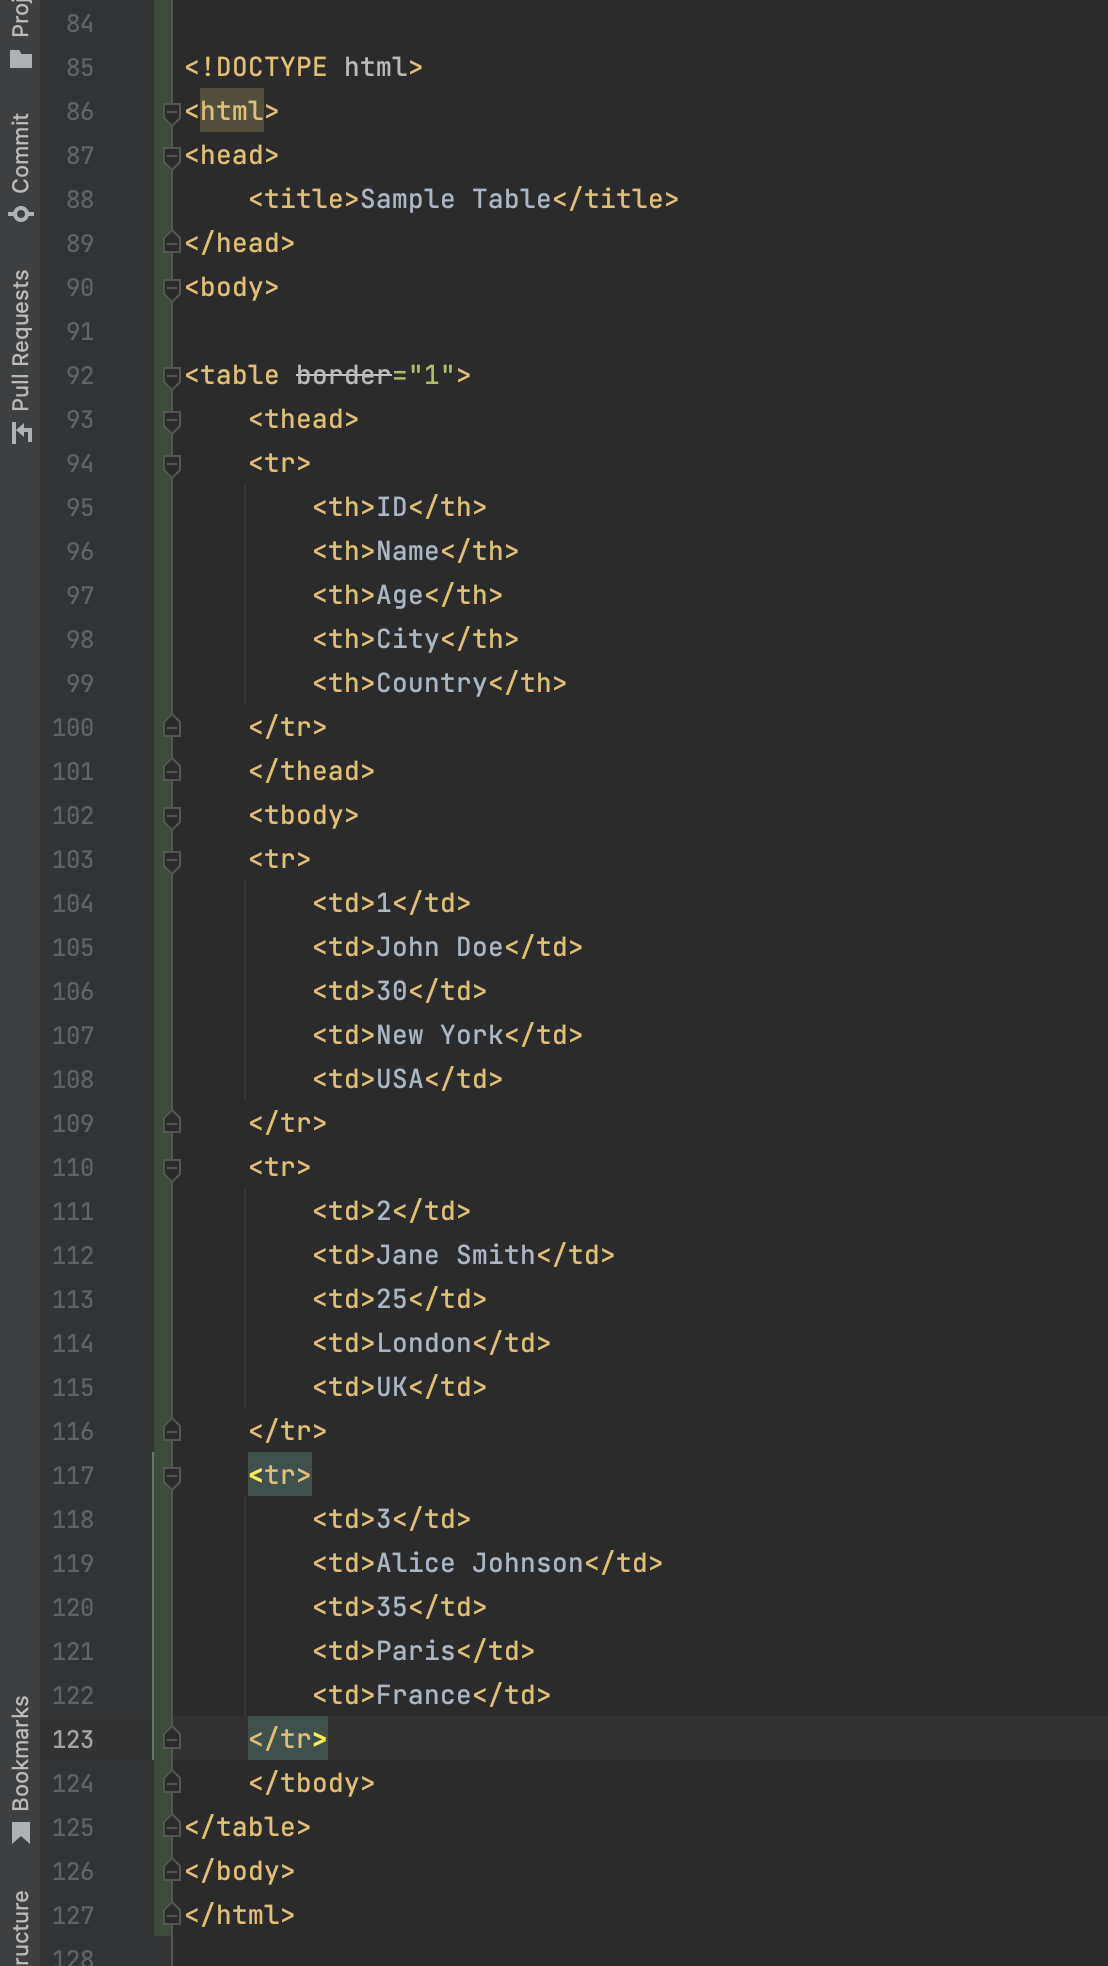 Proj
Commit
Pull Requests
Bookmarks
ructure
84
85 <!DOCTYPE html>
86 <html>
87 <head>
88     <title>Sample Table</title>
89 </head>
90 <body>
91
92 <table border="1">
93     <thead>
94     <tr>
95         <th>ID</th>
96         <th>Name</th>
97         <th>Age</th>
98         <th>City</th>
99         <th>Country</th>
100     </tr>
101     </thead>
102     <tbody>
103     <tr>
104         <td>1</td>
105         <td>John Doe</td>
106         <td>30</td>
107         <td>New York</td>
108         <td>USA</td>
109     </tr>
110     <tr>
111         <td>2</td>
112         <td>Jane Smith</td>
113         <td>25</td>
114         <td>London</td>
115         <td>UK</td>
116     </tr>
117     <tr>
118         <td>3</td>
119         <td>Alice Johnson</td>
120         <td>35</td>
121         <td>Paris</td>
122         <td>France</td>
123     </tr>
124     </tbody>
125 </table>
126 </body>
127 </html>
128